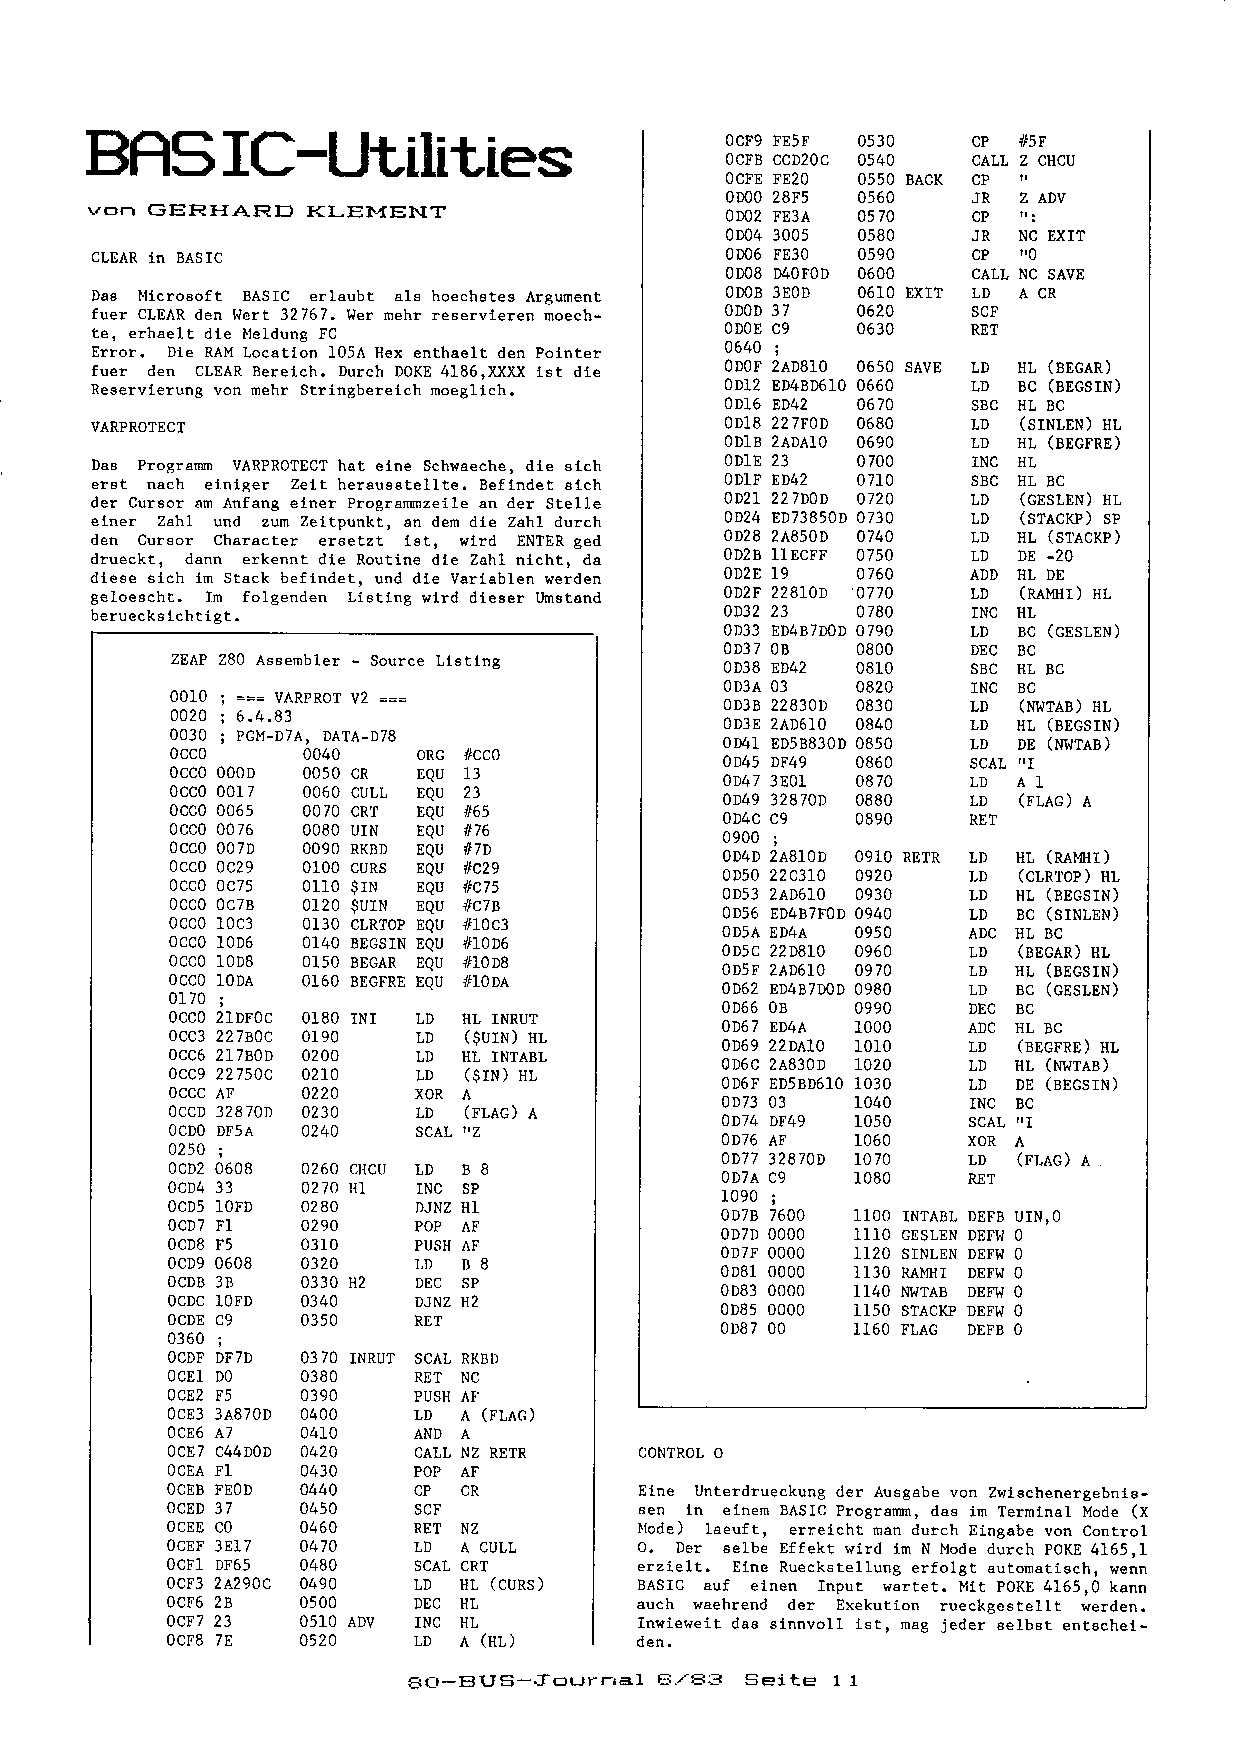 BASIC-Utilities
von GERHARD KLEMENT
CLEAR in BASIC
Das Microsoft BASIC erlaubt als hoechstes Argument
fuer CLEAR den Wert 32767. Wer mehr reservieren moech-
te, erhaelt die Meldung FC
Error. Die RAM Location 105A Hex enthaelt den Pointer
fuer den CLEAR Bereich. Durch DOKE 4186,XXXX ist die
Reservierung von mehr Stringbereich moeglich.
VARPROTECT
Das Programm VARPROTECT hat eine Schwaeche, die sich
erst nach einiger Zeit herausstellte. Befindet sich
der Cursor am Anfang einer Programmzeile an der Stelle
einer Zahl und zum Zeitpunkt, an dem die Zahl durch
den Cursor Character ersetzt ist, wird ENTER ged
drueckt, dann erkennt die Routine die Zahl nicht, da
diese sich im Stack befindet, und die Variablen werden
geloescht. Im folgenden Listing wird dieser Umstand
beruecksichtigt.
ZEAP Z80 Assembler - Source Listing
0010 ; === VARPROT V2 ===
0020 ; 6.4.83
0030 ; PGM-D7A, DATA-D78
0CC0 0040 ORG #CC0
0CC0 000D 0050 CR EQU 13
0CC0 0017 0060 CULL EQU 23
0CC0 0065 0070 CRT EQU #65
0CC0 0076 0080 UIN EQU #76
0CC0 007D 0090 RKBD EQU #7D
0CC0 0C29 0100 CURS EQU #C29
0CC0 0C75 0110 $IN EQU #C75
0CC0 0C7B 0120 $UIN EQU #C7B
0CC0 10C3 0130 CLRTOP EQU #10C3
0CC0 10D6 0140 BEGSIN EQU #10D6
0CC0 10D8 0150 BEGAR EQU #10D8
0CC0 10DA 0160 BEGFRE EQU #10DA
0170 ;
0CC0 21DF0C 0180 INI LD HL INRUT
0CC3 227B0C 0190 LD ($UIN) HL
0CC6 217B0D 0200 LD HL INTABL
0CC9 22750C 0210 LD ($IN) HL
0CCC AF 0220 XOR A
0CCD 32870D 0230 LD (FLAG) A
0CD0 DF5A 0240 SCAL "Z
0250 ;
0CD2 0608 0260 CHCU LD B 8
0CD4 33 0270 H1 INC SP
0CD5 10FD 0280 DJNZ H1
0CD7 F1 0290 POP AF
0CD8 F5 0310 PUSH AF
0CD9 0608 0320 LD B 8
0CDB 3B 0330 H2 DEC SP
0CDC 10FD 0340 DJNZ H2
0CDE C9 0350 RET
0360 ;
0CDF DF7D 0370 INRUT SCAL RKBD
0CE1 D0 0380 RET NC
0CE2 F5 0390 PUSH AF
0CE3 3A870D 0400 LD A (FLAG)
0CE6 A7 0410 AND A
0CE7 C44D0D 0420 CALL NZ RETR
0CEA F1 0430 POP AF
0CEB FE0D 0440 CP CR
0CED 37 0450 SCF
0CEE C0 0460 RET NZ
0CEF 3E17 0470 LD A CULL
0CF1 DF65 0480 SCAL CRT
0CF3 2A290C 0490 LD HL (CURS)
0CF6 2B 0500 DEC HL
0CF7 23 0510 ADV INC HL
0CF8 7E 0520 LD A (HL)
0CF9 FE5F 0530 CP #5F
0CFB CCD20C 0540 CALL Z CHCU
0CFE FE20 0550 BACK CP "
0D00 28F5 0560 JR Z ADV
0D02 FE3A 0570 CP ":
0D04 3005 0580 JR NC EXIT
0D06 FE30 0590 CP "0
0D08 D40F0D 0600 CALL NC SAVE
0D0B 3E0D 0610 EXIT LD A CR
0D0D 37 0620 SCF
0D0E C9 0630 RET
0640 ;
0D0F 2AD810 0650 SAVE LD HL (BEGAR)
0D12 ED4BD610 0660 LD BC (BEGSIN)
0D16 ED42 0670 SBC HL BC
0D18 227F0D 0680 LD (SINLEN) HL
0D1B 2ADA10 0690 LD HL (BEGFRE)
0D1E 23 0700 INC HL
0D1F ED42 0710 SBC HL BC
0D21 227D0D 0720 LD (GESLEN) HL
0D24 ED73850D 0730 LD (STACKP) SP
0D28 2A850D 0740 LD HL (STACKP)
0D2B 11ECFF 0750 LD DE -20
0D2E 19 0760 ADD HL DE
0D2F 22810D 0770 LD (RAMHI) HL
0D32 23 0780 INC HL
0D33 ED4B7D0D 0790 LD BC (GESLEN)
0D37 0B 0800 DEC BC
0D38 ED42 0810 SBC HL BC
0D3A 03 0820 INC BC
0D3B 22830D 0830 LD (NWTAB) HL
0D3E 2AD610 0840 LD HL (BEGSIN)
0D41 ED5B830D 0850 LD DE (NWTAB)
0D45 DF49 0860 SCAL "I
0D47 3E01 0870 LD A 1
0D49 32870D 0880 LD (FLAG) A
0D4C C9 0890 RET
0900 ;
0D4D 2A810D 0910 RETR LD HL (RAMHI)
0D50 22C310 0920 LD (CLRTOP) HL
0D53 2AD610 0930 LD HL (BEGSIN)
0D56 ED4B7F0D 0940 LD BC (SINLEN)
0D5A ED4A 0950 ADC HL BC
0D5C 22D810 0960 LD (BEGAR) HL
0D5F 2AD610 0970 LD HL (BEGSIN)
0D62 ED4B7D0D 0980 LD BC (GESLEN)
0D66 0B 0990 DEC BC
0D67 ED4A 1000 ADC HL BC
0D69 22DA10 1010 LD (BEGFRE) HL
0D6C 2A830D 1020 LD HL (NWTAB)
0D6F ED5BD610 1030 LD DE (BEGSIN)
0D73 03 1040 INC BC
0D74 DF49 1050 SCAL "I
0D76 AF 1060 XOR A
0D77 32870D 1070 LD (FLAG) A
0D7A C9 1080 RET
1090 ;
0D7B 7600 1100 INTABL DEFB UIN,0
0D7D 0000 1110 GESLEN DEFW 0
0D7F 0000 1120 SINLEN DEFW 0
0D81 0000 1130 RAMHI DEFW 0
0D83 0000 1140 NWTAB DEFW 0
0D85 0000 1150 STACKP DEFW 0
0D87 00 1160 FLAG DEFB 0
CONTROL O
Eine Unterdrueckung der Ausgabe von Zwischenergebnis-
sen in einem BASIC Programm, das im Terminal Mode (X
Mode) laeuft, erreicht man durch Eingabe von Control
O. Der selbe Effekt wird im N Mode durch POKE 4165,1
erzielt. Eine Rueckstellung erfolgt automatisch, wenn
BASIC auf einen Input wartet. Mit POKE 4165,0 kann
auch waehrend der Exekution rueckgestellt werden.
Inwieweit das sinnvoll ist, mag jeder selbst entschei-
den.
80-BUS-Journal 6/83 Seite 11